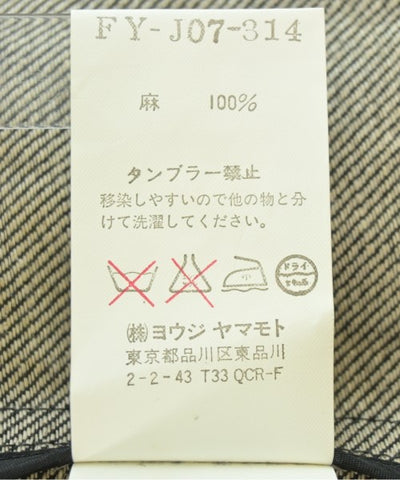 FY-J07-314
麻 100%
タンブラー禁止
移染しやすいので他の物と分
けて洗濯してください。
ドライ
㈱ヨウジ ヤマモト
東京都品川区東品川
2-2-43 T33 QCR-F